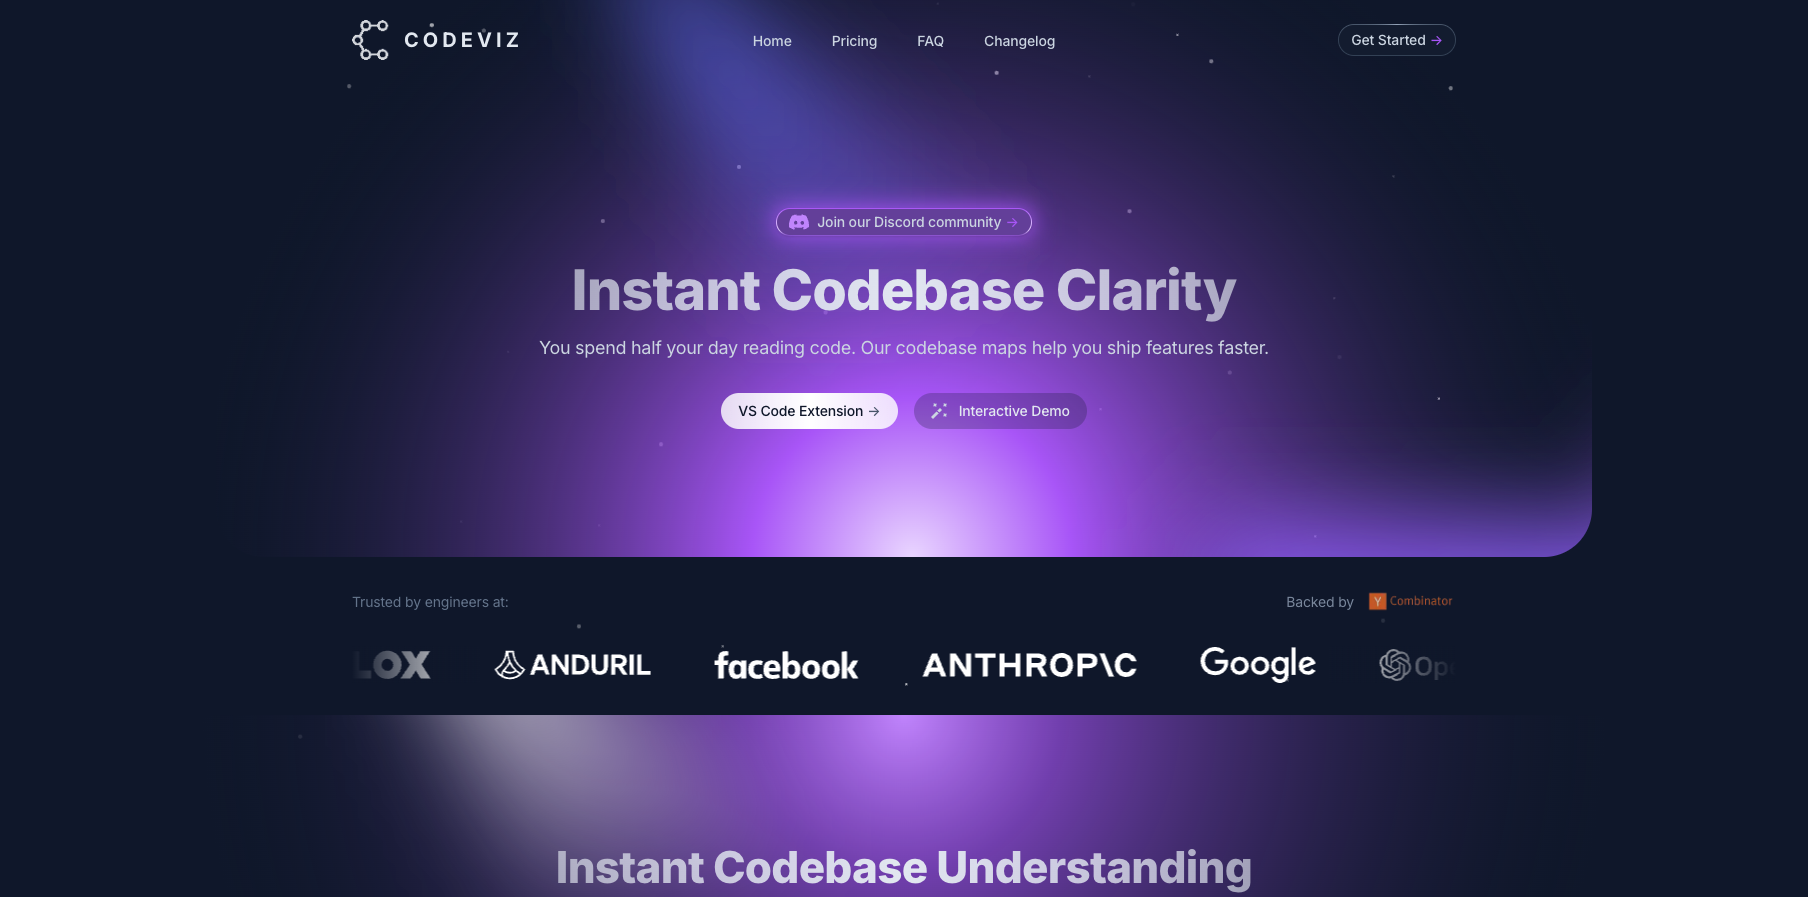 CODEVIZ
Home Pricing FAQ Changelog
Get Started →
Join our Discord community →
Instant Codebase Clarity
You spend half your day reading code. Our codebase maps help you ship features faster.
VS Code Extension → Interactive Demo
Trusted by engineers at:
Backed by Y Combinator
LOX ANDURIL facebook ANTHROP\C Google Ope
Instant Codebase Understanding